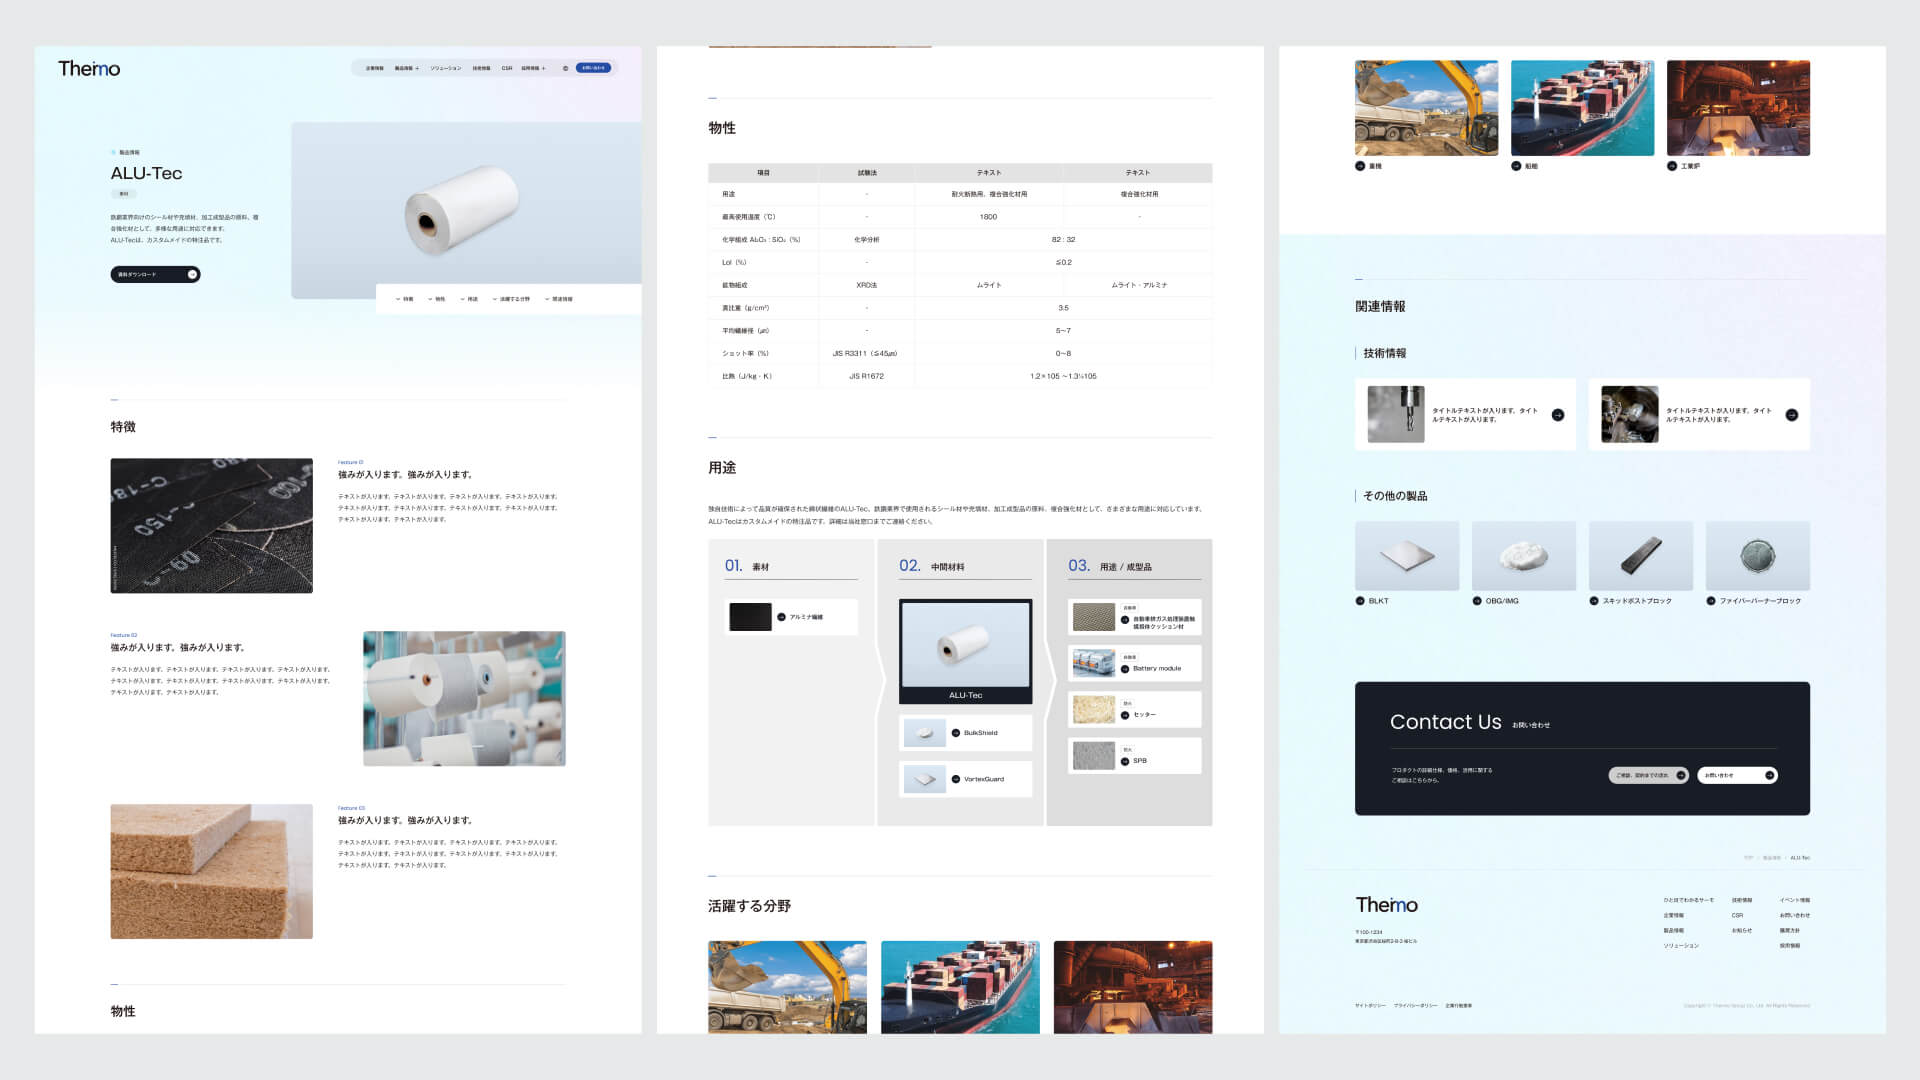 Thermo
企業情報
製品情報 +
ソリューション
技術情報
CSR
採用情報 +
お問い合わせ
製品情報
ALU-Tec
素材
鉄鋼業界向けのシール材や充填材、加工成型品の原料、複
合強化材として、多様な用途に対応できます。
ALU-Tecは、カスタムメイドの特注品です。
資料ダウンロード
特徴
物性
用途
活躍する分野
関連情報
特徴
C-180
C-150
Feature 01
強みが入ります。強みが入ります。
テキストが入ります。テキストが入ります。テキストが入ります。テキストが入ります。
テキストが入ります。テキストが入ります。テキストが入ります。テキストが入ります。
テキストが入ります。テキストが入ります。
Feature 02
強みが入ります。強みが入ります。
テキストが入ります。テキストが入ります。テキストが入ります。テキストが入ります。
テキストが入ります。テキストが入ります。テキストが入ります。テキストが入ります。
テキストが入ります。テキストが入ります。
Feature 03
強みが入ります。強みが入ります。
テキストが入ります。テキストが入ります。テキストが入ります。テキストが入ります。
テキストが入ります。テキストが入ります。テキストが入ります。テキストが入ります。
テキストが入ります。テキストが入ります。
物性
物性
項目 試験法 テキスト テキスト
用途 - 耐火断熱用、複合強化材用 複合強化材用
最高使用温度（℃） - 1800 -
化学組成 Al₂O₃ : SiO₂（%） 化学分析 82 : 32
LoI（%） - ≦0.2
鉱物組成 XRD法 ムライト ムライト・アルミナ
真比重（g/cm³） - 3.5
平均繊維径（㎛） - 5〜7
ショット率（%） JIS R3311（≦45㎛） 0〜8
比熱（J/kg・K） JIS R1672 1.2×105 〜1.3¼105
用途
独自技術によって品質が確保された綿状繊維のALU-Tec。鉄鋼業界で使用されるシール材や充填材、加工成型品の原料、複合強化材として、さまざまな用途に対応しています。
ALU-Tecはカスタムメイドの特注品です。詳細は当社窓口までご連絡ください。
01. 素材
アルミナ繊維
02. 中間材料
ALU-Tec
BulkShield
VortexGuard
03. 用途 / 成型品
自動車
自動車排ガス処理装置触
媒担体クッション材
自動車
Battery module
耐火
セッター
耐火
SPB
活躍する分野
重機
船舶
工業炉
関連情報
技術情報
タイトルテキストが入ります。タイト
ルテキストが入ります。
タイトルテキストが入ります。タイト
ルテキストが入ります。
その他の製品
BLKT
OBG/IMG
スキッドポストブロック
ファイバーバーナーブロック
Contact Us お問い合わせ
プロダクトの詳細仕様、価格、活用に関する
ご相談はこちらから。
ご相談、契約までの流れ
お問い合わせ
TOP / 製品情報 / ALU-Tec
Thermo
〒100-1234
ひと目でわかるサーモ
企業情報
製品情報
ソリューション
技術情報
CSR
お知らせ
イベント情報
お問い合わせ
購買方針
採用情報
サイトポリシー
プライバシーポリシー
企業行動憲章
Copyright © Thermo Group Co., Ltd. All Rights Reserved.